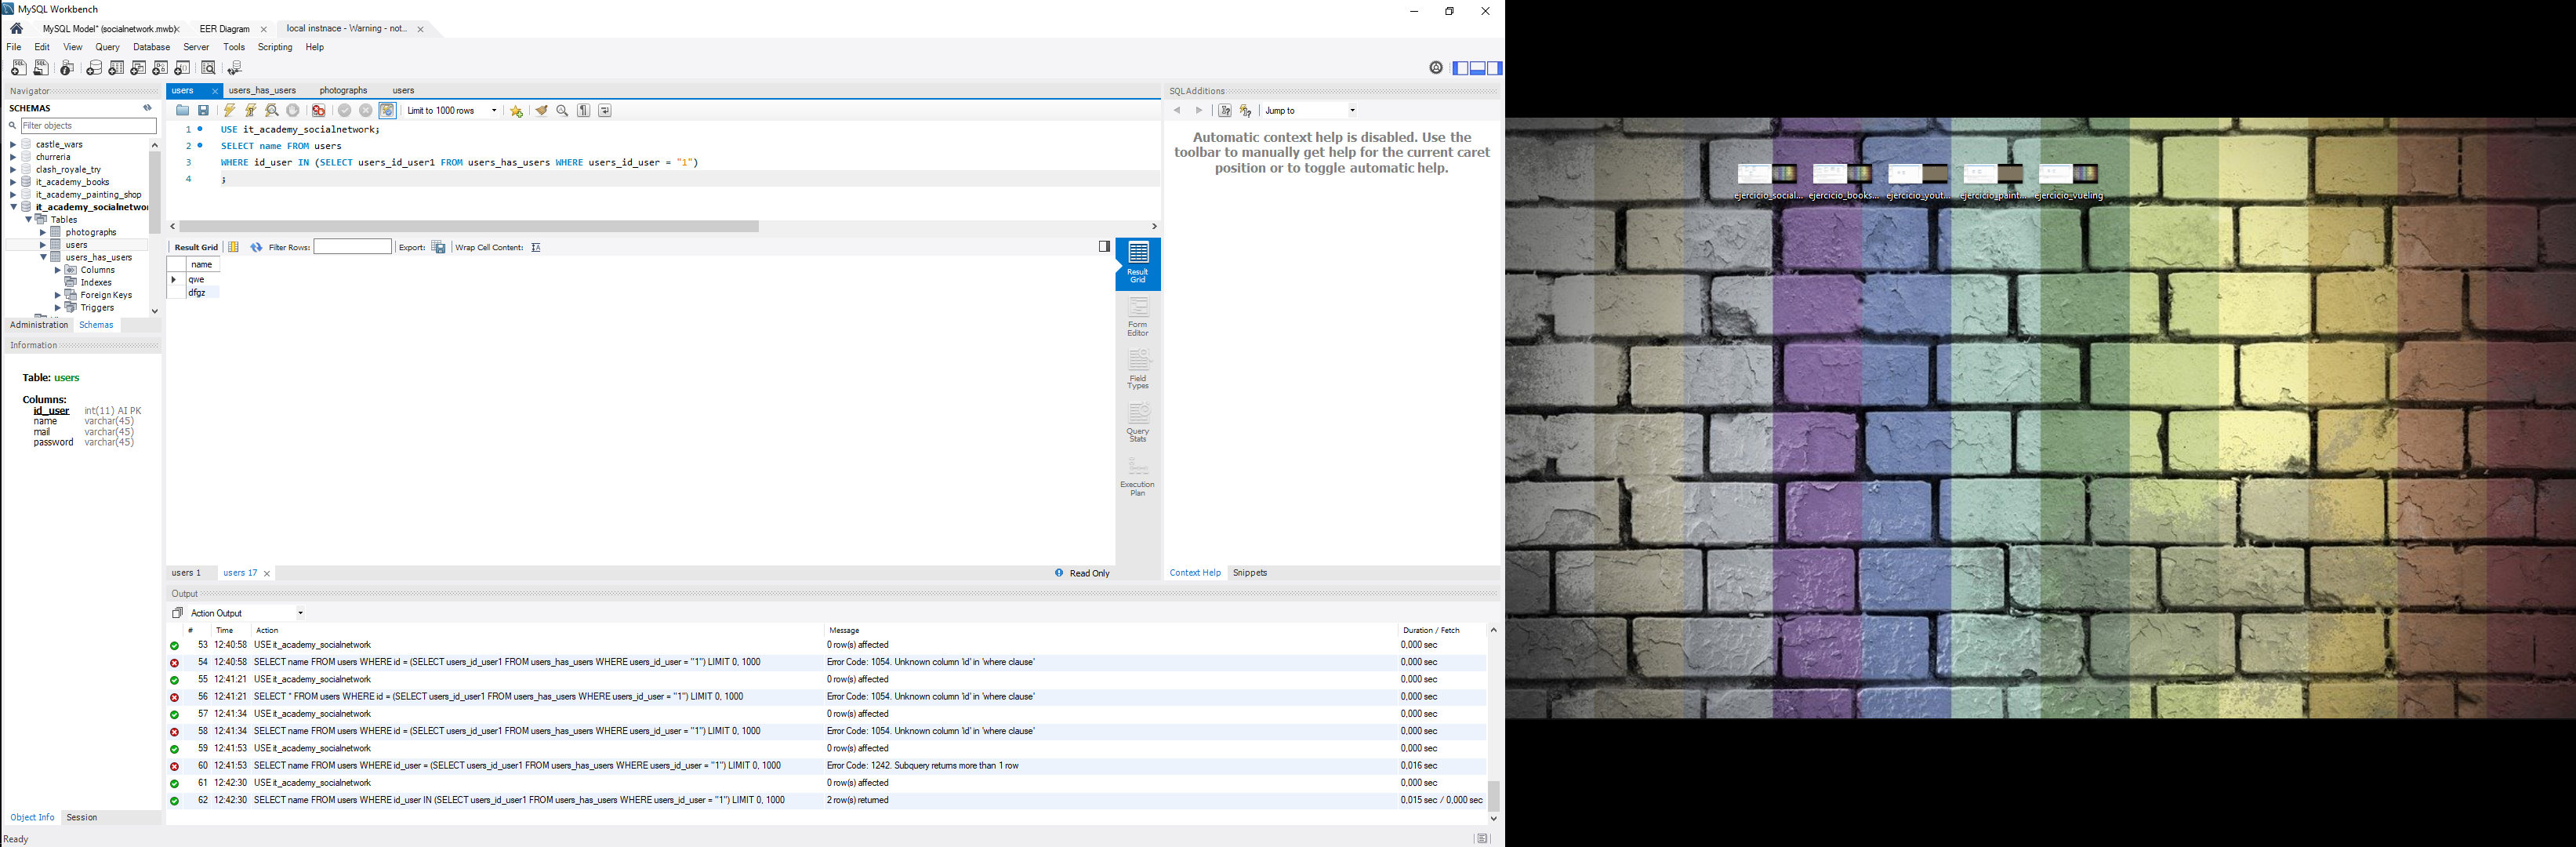 MySQL Workbench
MySQL Model* (socialnetwork.mwb)
EER Diagram
local instnace - Warning - not...
File Edit View Query Database Server Tools Scripting Help
Navigator
SCHEMAS
Filter objects
castle_wars
churreria
clash_royale_try
it_academy_books
it_academy_painting_shop
it_academy_socialnetwor
Tables
photographs
users
users_has_users
Columns
Indexes
Foreign Keys
Triggers
Administration Schemas
Information
Table: users
Columns:
id_user int(11) AI PK
name varchar(45)
mail varchar(45)
password varchar(45)
Object Info Session
Ready
users users_has_users photographs users
Limit to 1000 rows
1 USE it_academy_socialnetwork;
2 SELECT name FROM users
3 WHERE id_user IN (SELECT users_id_user1 FROM users_has_users WHERE users_id_user = "1")
4 ;
Result Grid Filter Rows: Export: Wrap Cell Content:
name
qwe
dfgz
Result Grid
Form Editor
Field Types
Query Stats
Execution Plan
users 1 users 17 Read Only
SQLAdditions
Jump to
Automatic context help is disabled. Use the
toolbar to manually get help for the current caret
position or to toggle automatic help.
Context Help Snippets
Output
Action Output
# Time Action Message Duration / Fetch
53 12:40:58 USE it_academy_socialnetwork 0 row(s) affected 0,000 sec
54 12:40:58 SELECT name FROM users WHERE id = (SELECT users_id_user1 FROM users_has_users WHERE users_id_user = "1") LIMIT 0, 1000 Error Code: 1054. Unknown column 'id' in 'where clause' 0,000 sec
55 12:41:21 USE it_academy_socialnetwork 0 row(s) affected 0,000 sec
56 12:41:21 SELECT * FROM users WHERE id = (SELECT users_id_user1 FROM users_has_users WHERE users_id_user = "1") LIMIT 0, 1000 Error Code: 1054. Unknown column 'id' in 'where clause' 0,000 sec
57 12:41:34 USE it_academy_socialnetwork 0 row(s) affected 0,000 sec
58 12:41:34 SELECT name FROM users WHERE id = (SELECT users_id_user1 FROM users_has_users WHERE users_id_user = "1") LIMIT 0, 1000 Error Code: 1054. Unknown column 'id' in 'where clause' 0,000 sec
59 12:41:53 USE it_academy_socialnetwork 0 row(s) affected 0,000 sec
60 12:41:53 SELECT name FROM users WHERE id_user = (SELECT users_id_user1 FROM users_has_users WHERE users_id_user = "1") LIMIT 0, 1000 Error Code: 1242. Subquery returns more than 1 row 0,016 sec
61 12:42:30 USE it_academy_socialnetwork 0 row(s) affected 0,000 sec
62 12:42:30 SELECT name FROM users WHERE id_user IN (SELECT users_id_user1 FROM users_has_users WHERE users_id_user = "1") LIMIT 0, 1000 2 row(s) returned 0,015 sec / 0,000 sec
ejercicio_social... ejercicio_books... ejercicio_yout... ejercicio_paint... ejercicio_vueling